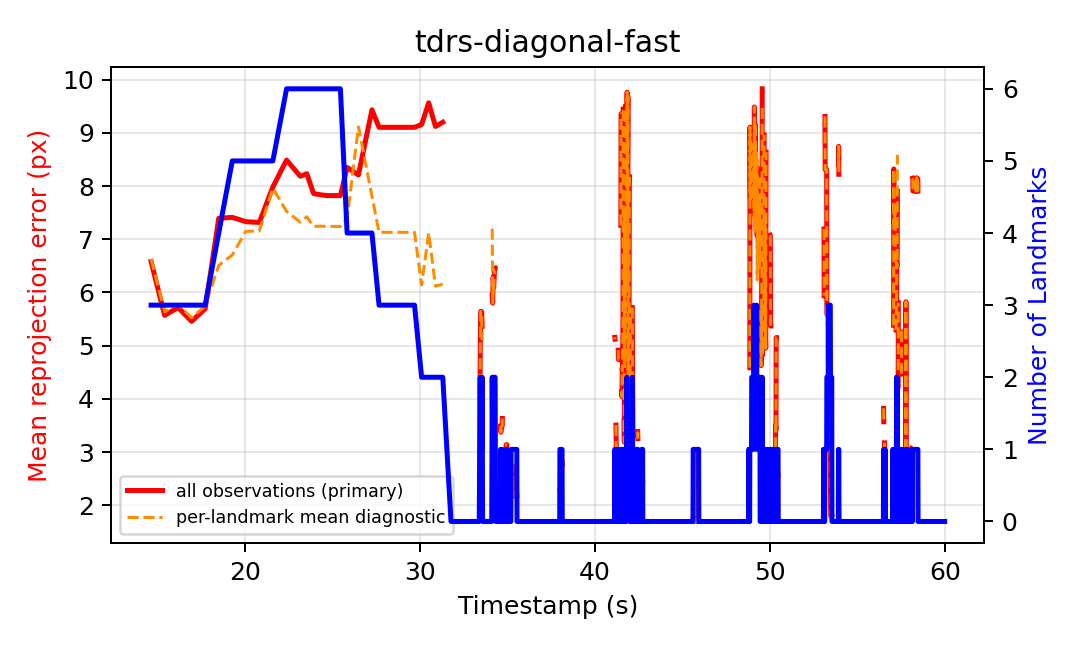 tdrs-diagonal-fast
Mean reprojection error (px)
10
9
8
7
6
5
4
3
2
6
5
4
3
2
1
0
Number of Landmarks
all observations (primary)
per-landmark mean diagnostic
20 30 40 50 60
Timestamp (s)